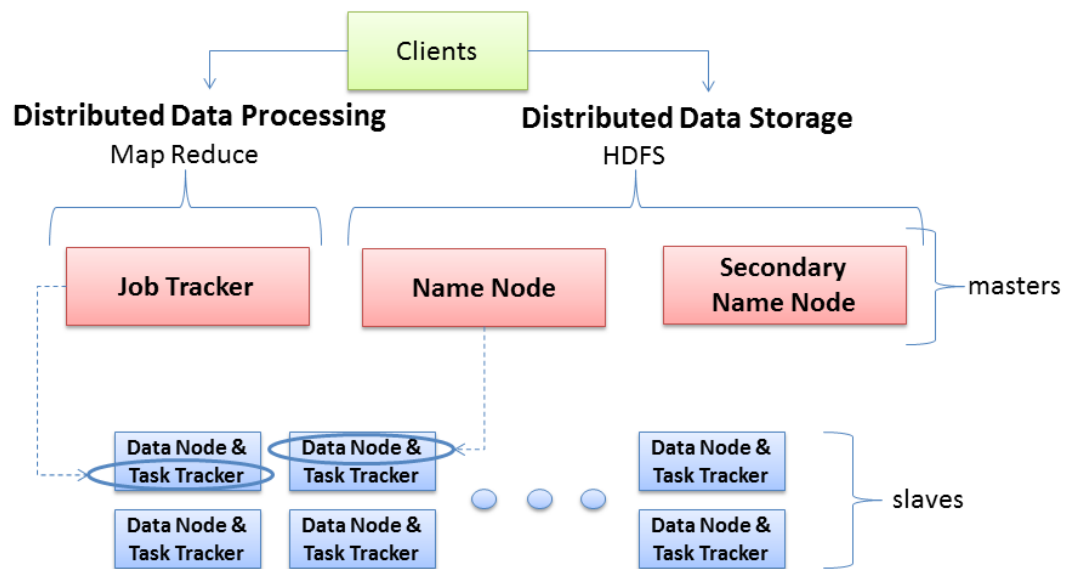 Clients
Distributed Data Processing
Map Reduce
Distributed Data Storage
HDFS
Job Tracker
Name Node
Secondary
Name Node
masters
Data Node &
Task Tracker
Data Node &
Task Tracker
Data Node &
Task Tracker
slaves
Data Node &
Task Tracker
Data Node &
Task Tracker
Data Node &
Task Tracker